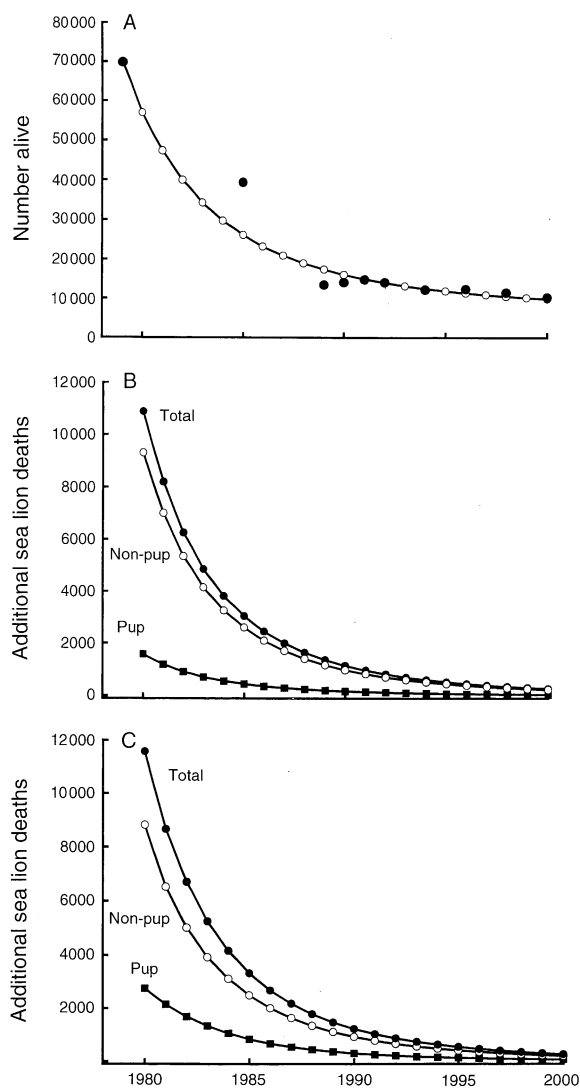 A
80000
70000
60000
50000
40000
30000
20000
10000
0
Number alive
B
12000
10000
8000
6000
4000
2000
0
Additional sea lion deaths
Total
Non-pup
Pup
C
12000
10000
8000
6000
4000
2000
Additional sea lion deaths
Total
Non-pup
Pup
1980 1985 1990 1995 2000